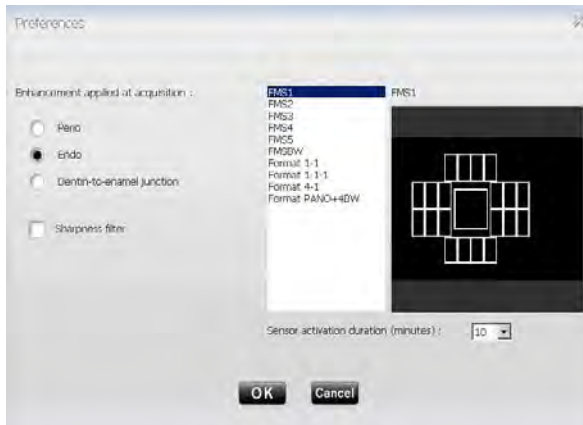 Preferences
Enhancement applied at acquisition :
Perio
Endo
Dentin-to-enamel junction
Sharpness filter
FMS1
FMS2
FMS3
FMS4
FMS5
FMSBW
Format 1-1
Format 1-1-1
Format 4-1
Format PANO+4BW
FMS1
Sensor activation duration (minutes) :
10
OK
Cancel